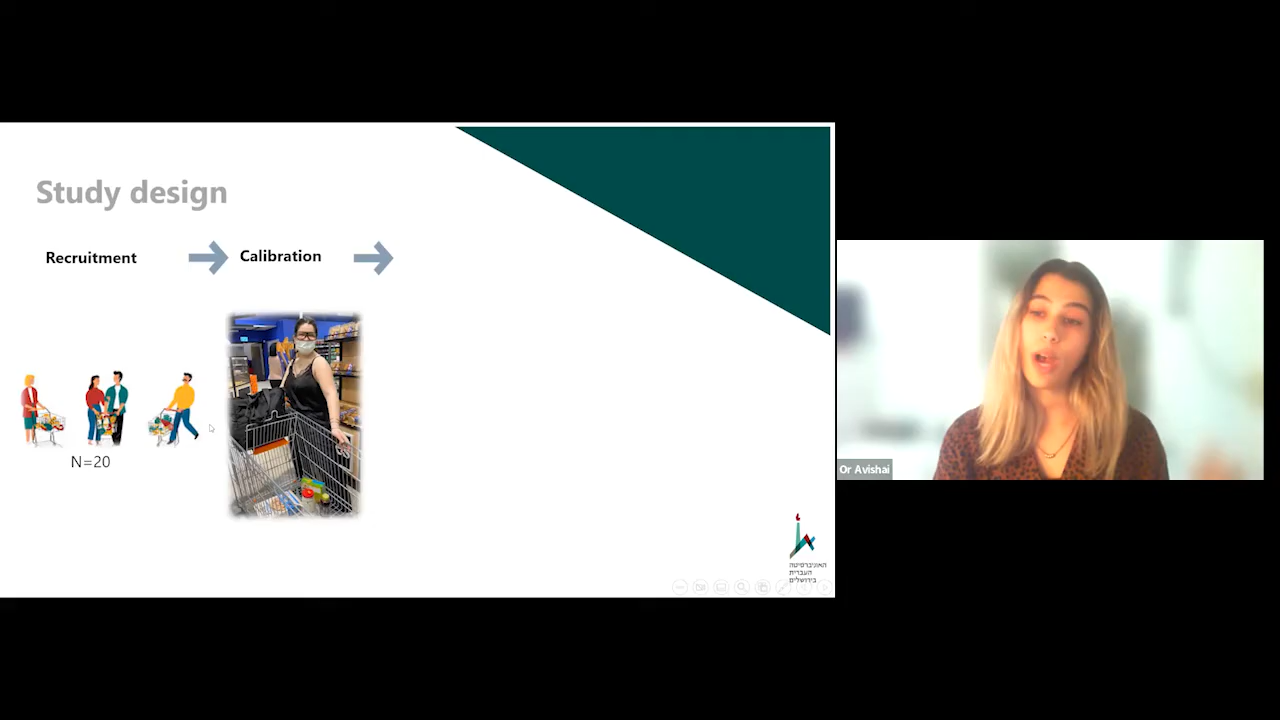 Study design
Recruitment
Calibration
N=20
האוניברסיטה
העברית
בירושלים
Or Avishai